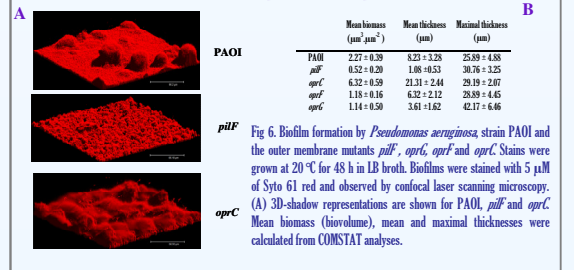 A
B
PAOI
pilF
oprC
Mean biomass Mean thickness Maximal thickness
(µm³.µm⁻²) (µm) (µm)
PAOI 2.27 ± 0.39 8.23 ± 3.28 25.89 ± 4.88
pilF 0.52 ± 0.20 1.08 ±0.53 30.76 ± 3.25
oprC 6.32 ± 0.59 21.31 ± 2.44 29.19 ± 2.07
oprF 1.18 ± 0.16 6.32 ± 2.12 28.89 ± 4.45
oprG 1.14 ± 0.50 3.61 ±1.62 42.17 ± 6.46
Fig 6. Biofilm formation by Pseudomonas aeruginosa, strain PAOI and
the outer membrane mutants pilF , oprG, oprF and oprC. Stains were
grown at 20 °C for 48 h in LB broth. Biofilms were stained with 5 µM
of Syto 61 red and observed by confocal laser scanning microscopy.
(A) 3D-shadow representations are shown for PAOI, pilF and oprC.
Mean biomass (biovolume), mean and maximal thicknesses were
calculated from COMSTAT analyses.